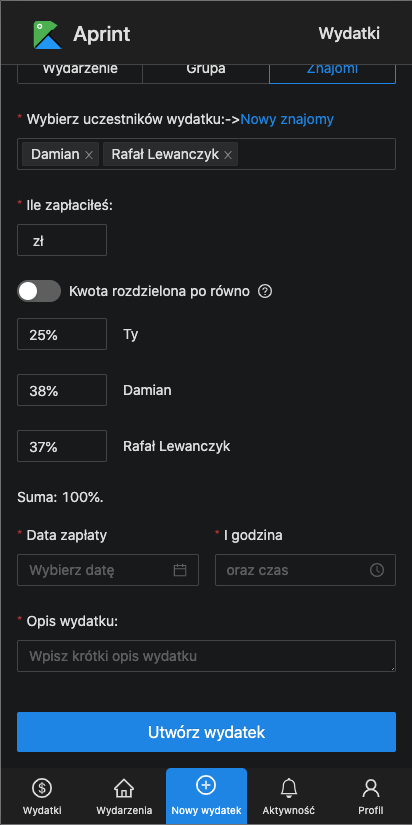 Aprint Wydatki
Wydarzenie Grupa Znajomi
* Wybierz uczestników wydatku:->Nowy znajomy
Damian × Rafał Lewanczyk ×
* Ile zapłaciłeś:
zł
Kwota rozdzielona po równo ?
25% Ty
38% Damian
37% Rafał Lewanczyk
Suma: 100%.
* Data zapłaty * I godzina
Wybierz datę oraz czas
* Opis wydatku:
Wpisz krótki opis wydatku
Utwórz wydatek
Wydatki Wydarzenia Nowy wydatek Aktywność Profil